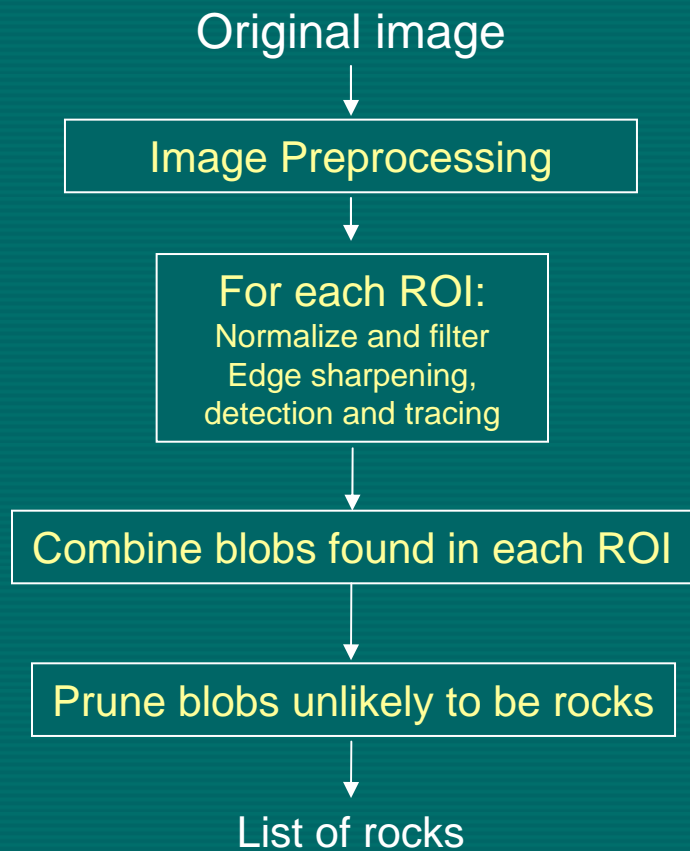 Original image
Image Preprocessing
For each ROI:
Normalize and filter
Edge sharpening,
detection and tracing
Combine blobs found in each ROI
Prune blobs unlikely to be rocks
List of rocks